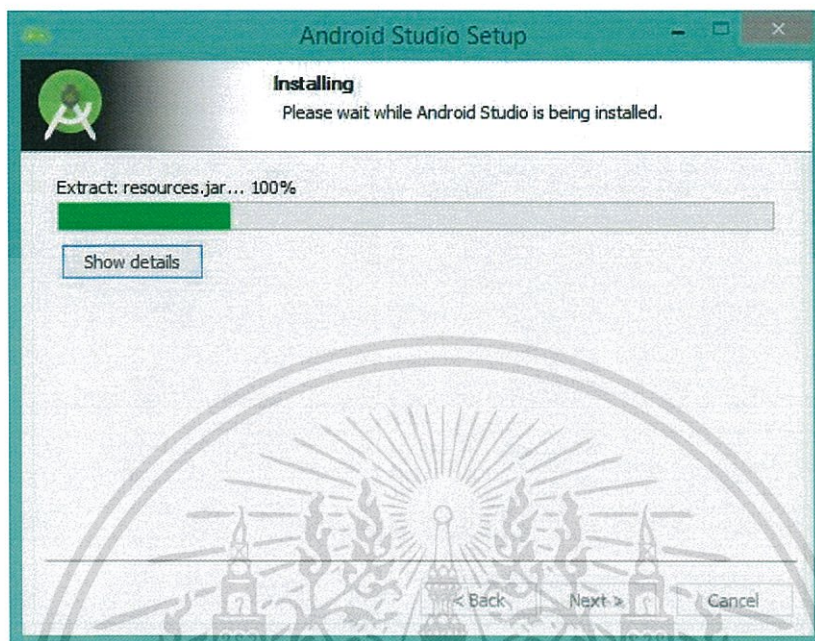 Android Studio Setup
Installing
Please wait while Android Studio is being installed.
Extract: resources.jar... 100%
Show details
< Back
Next >
Cancel